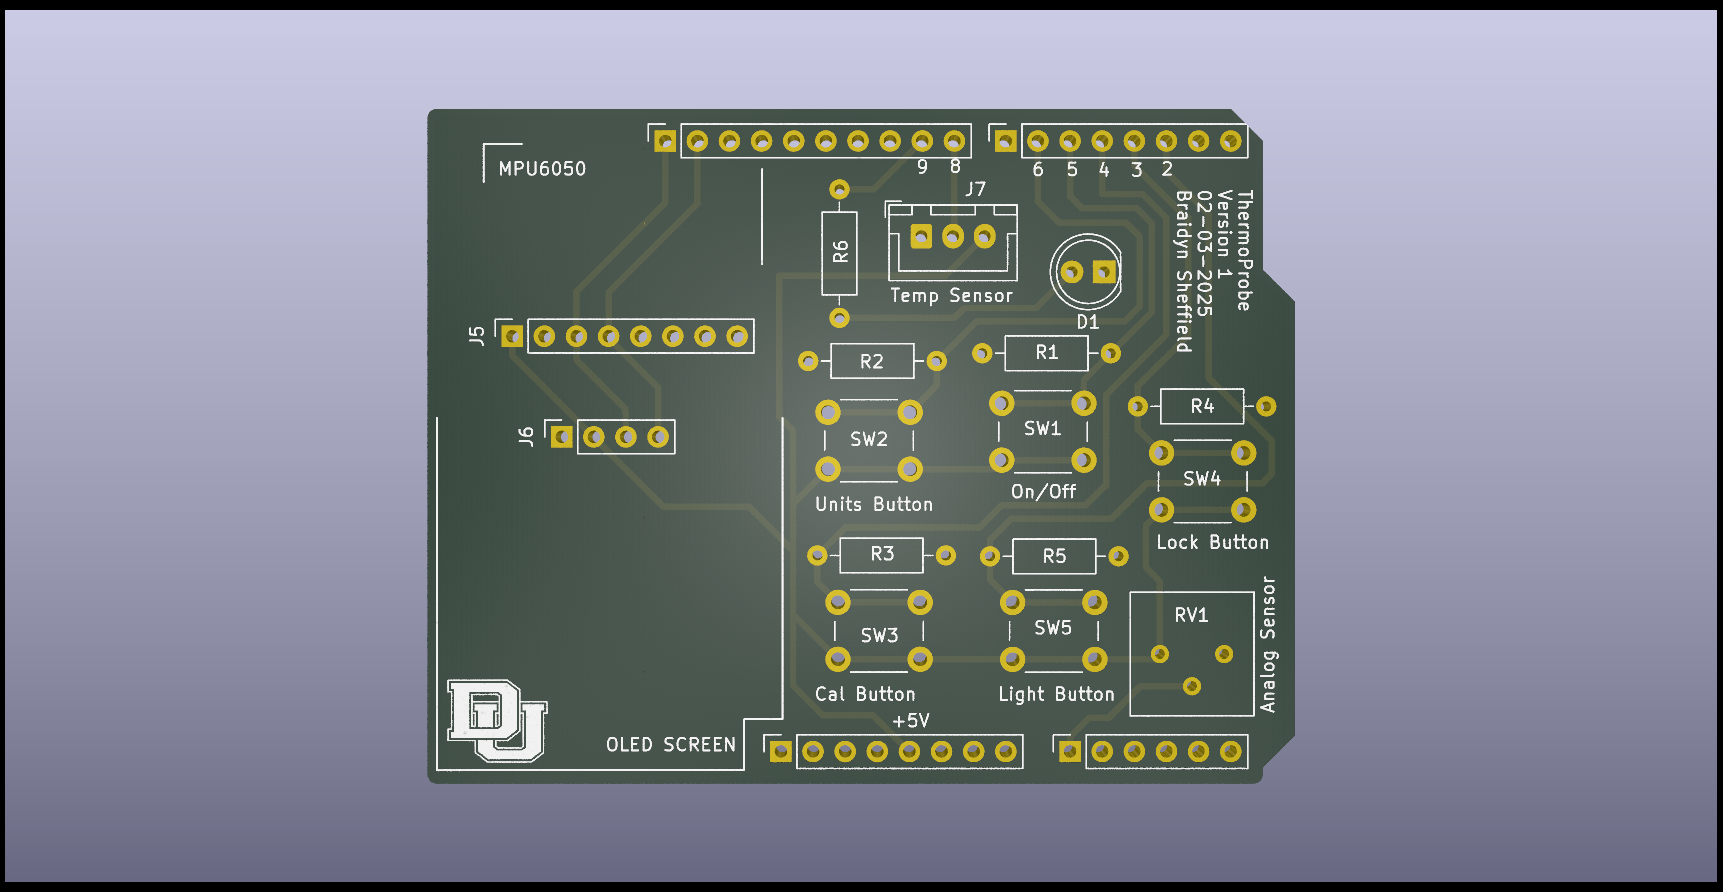 MPU6050
9 8
6 5 4 3 2
J7
ThermoProbe
Version 1
02-03-2025
Braidyn Sheffield
R6
Temp Sensor
D1
J5
R2
R1
R4
J6
SW2
SW1
SW4
Units Button
On/Off
Lock Button
R3
R5
SW3
SW5
RV1
Analog Sensor
Cal Button
Light Button
+5V
DU
OLED SCREEN